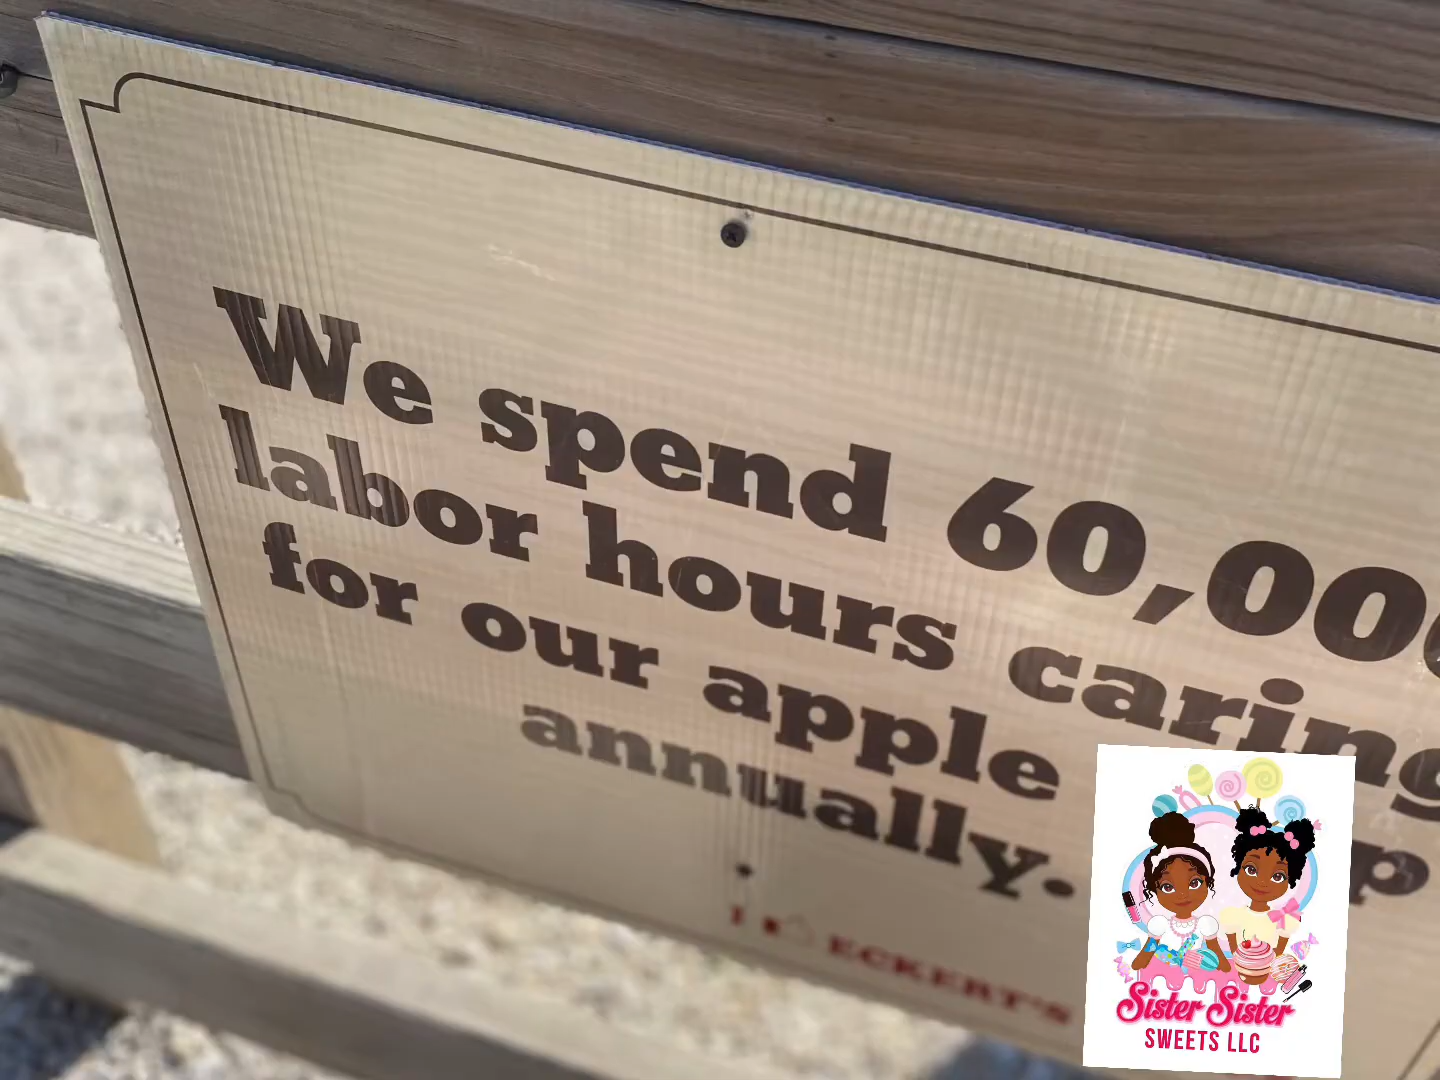 We spend 60,000
labor hours caring
for our apple
annually.
ECKERT'S
Sister Sister
SWEETS LLC